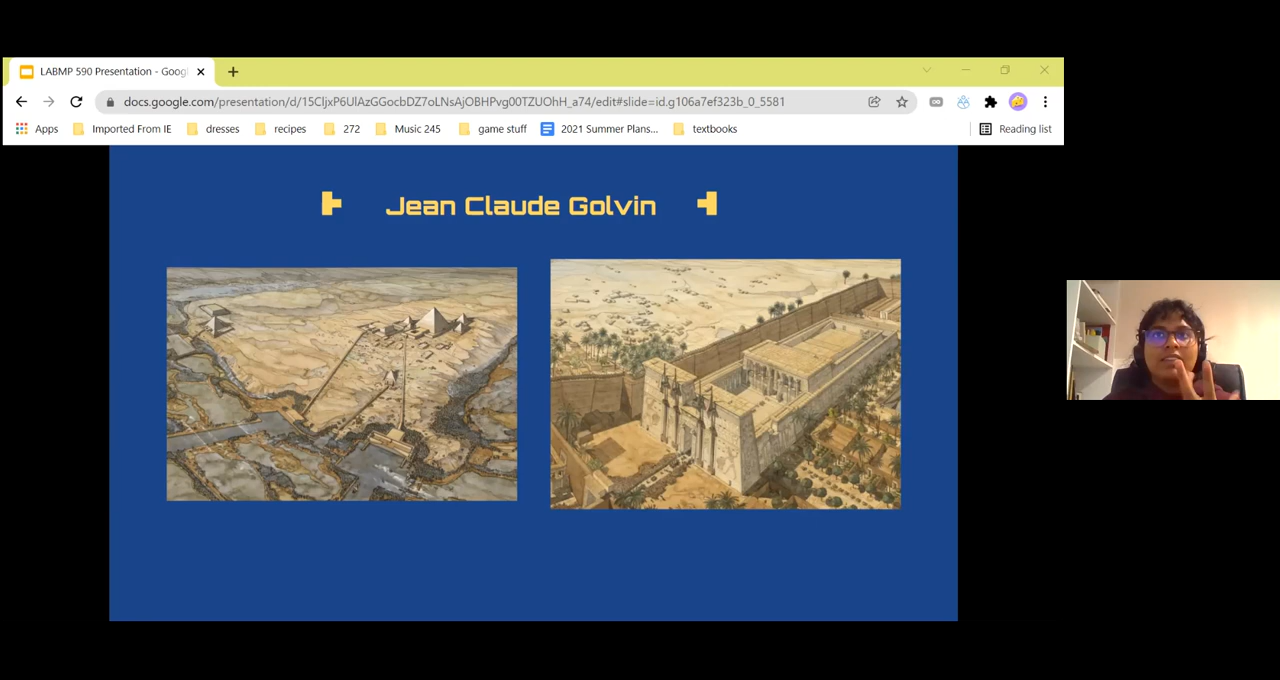 LABMP 590 Presentation - Goog
docs.google.com/presentation/d/15CljxP6UlAzGGocbDZ7oLNsAjOBHPvg00TZUOhH_a74/edit#slide=id.g106a7ef323b_0_5581
Apps Imported From IE dresses recipes 272 Music 245 game stuff 2021 Summer Plans... textbooks Reading list
Jean Claude Golvin